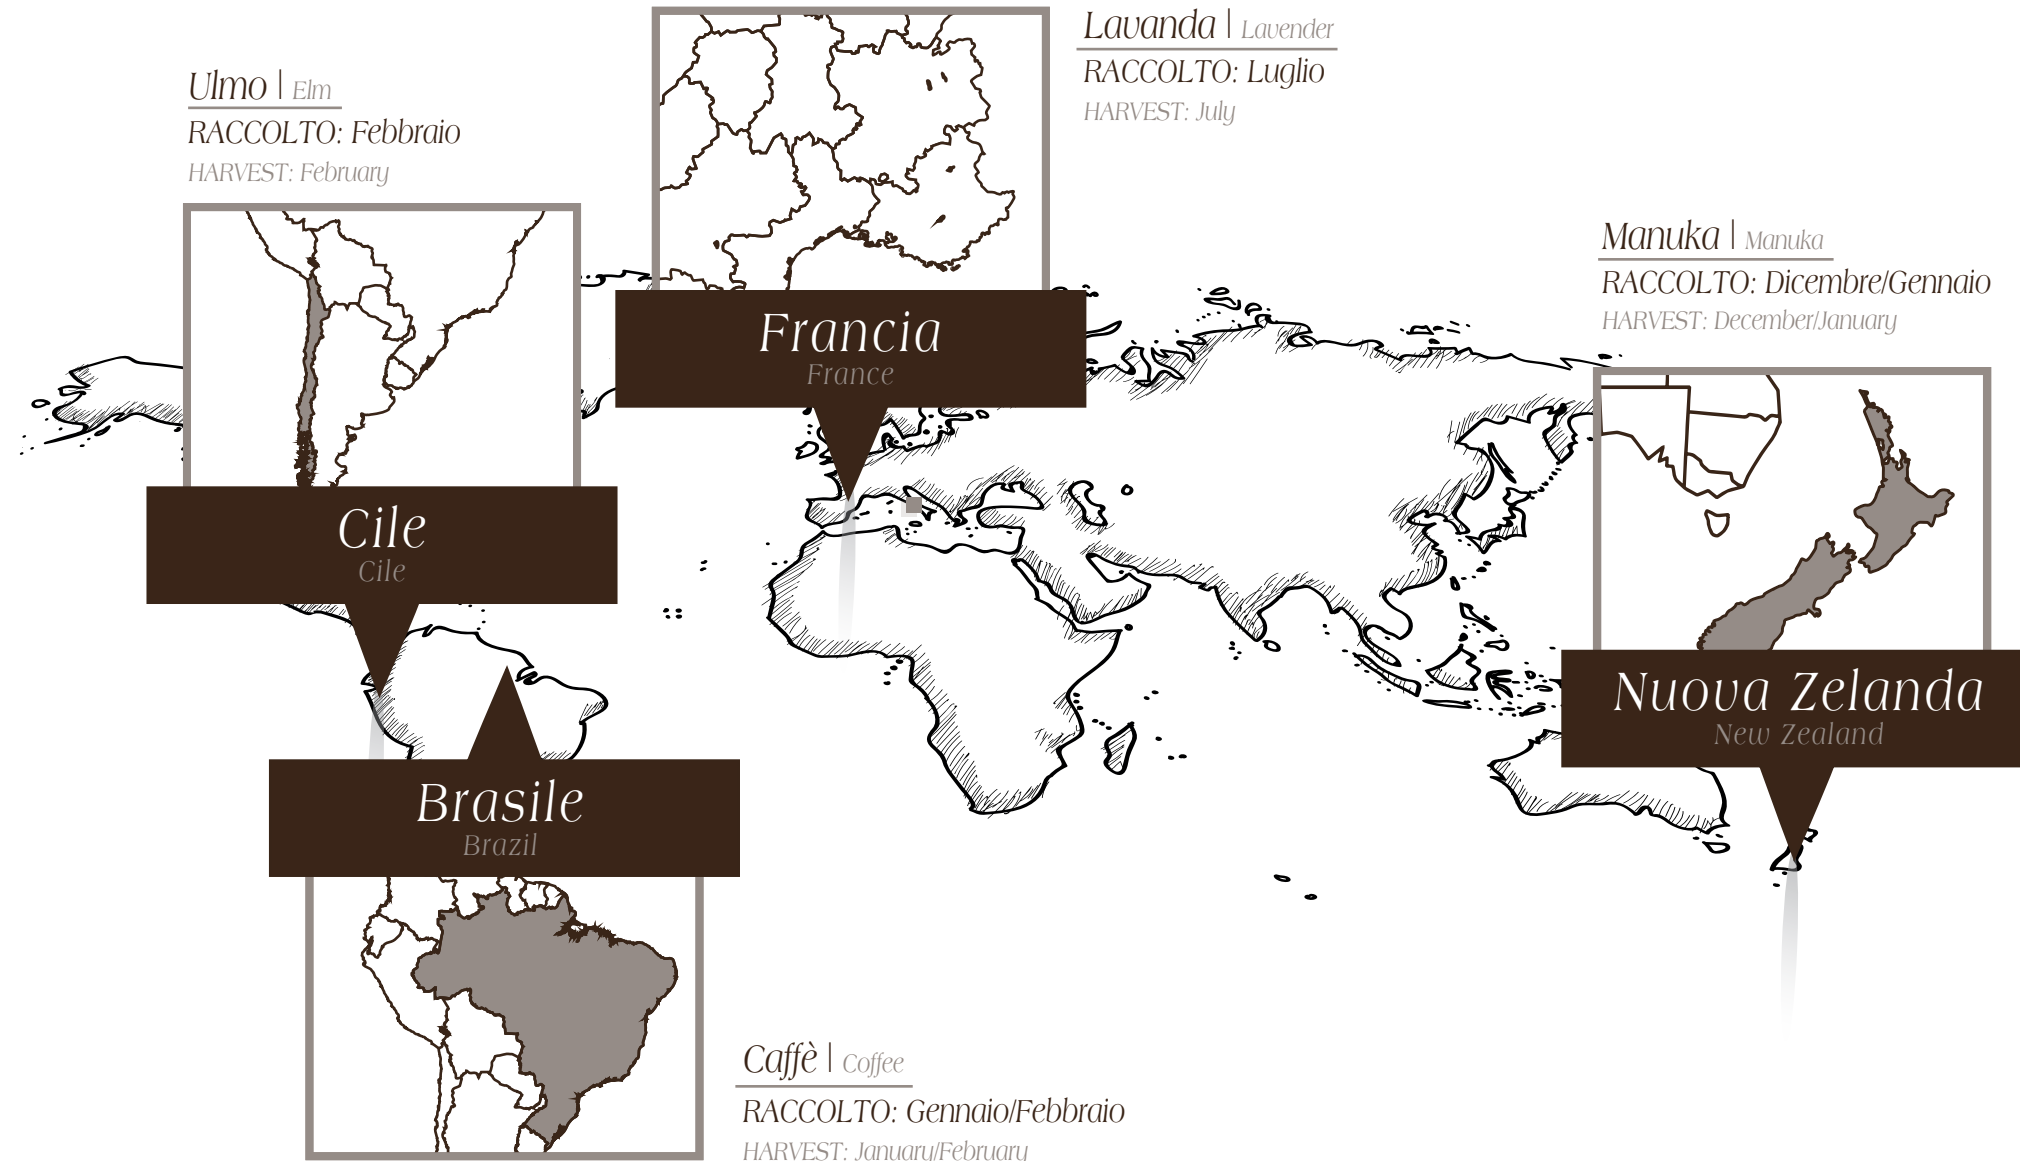 Ulmo | Elm
RACCOLTO: Febbraio
HARVEST: February
Cile
Cile
Lavanda | Lavender
RACCOLTO: Luglio
HARVEST: July
Francia
France
Manuka | Manuka
RACCOLTO: Dicembre/Gennaio
HARVEST: December/January
Nuova Zelanda
New Zealand
Brasile
Brazil
Caffè | Coffee
RACCOLTO: Gennaio/Febbraio
HARVEST: January/February